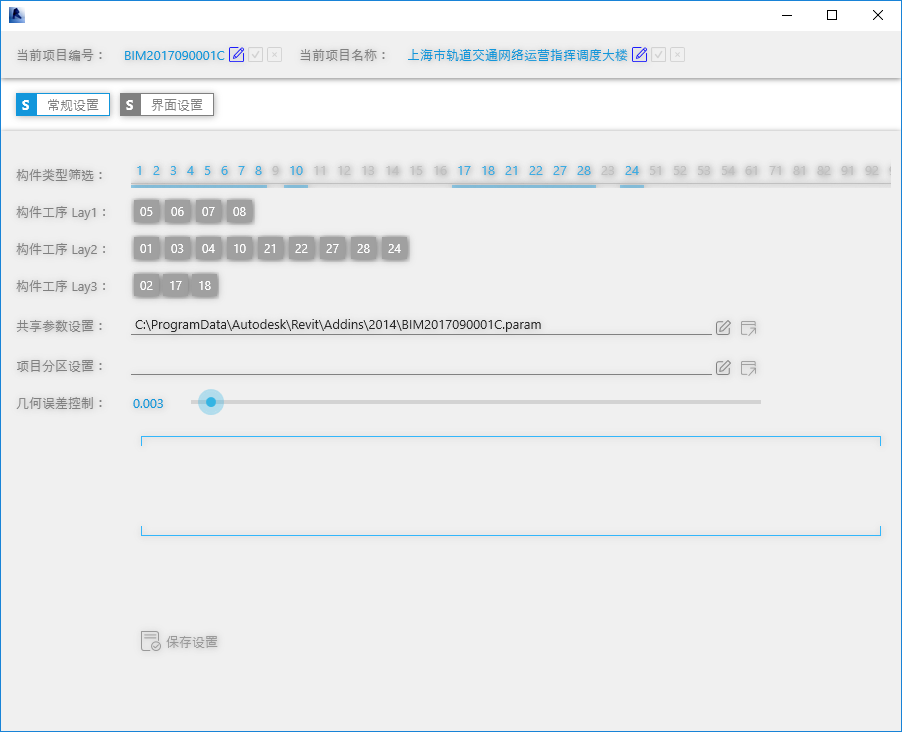 当前项目编号： BIM2017090001C 当前项目名称： 上海市轨道交通网络运营指挥调度大楼
S 常规设置 S 界面设置
构件类型筛选： 1 2 3 4 5 6 7 8 9 10 11 12 13 14 15 16 17 18 21 22 27 28 23 24 51 52 53 54 61 71 81 82 91 92
构件工序 Lay1： 05 06 07 08
构件工序 Lay2： 01 03 04 10 21 22 27 28 24
构件工序 Lay3： 02 17 18
共享参数设置： C:\ProgramData\Autodesk\Revit\Addins\2014\BIM2017090001C.param
项目分区设置：
几何误差控制： 0.003
保存设置